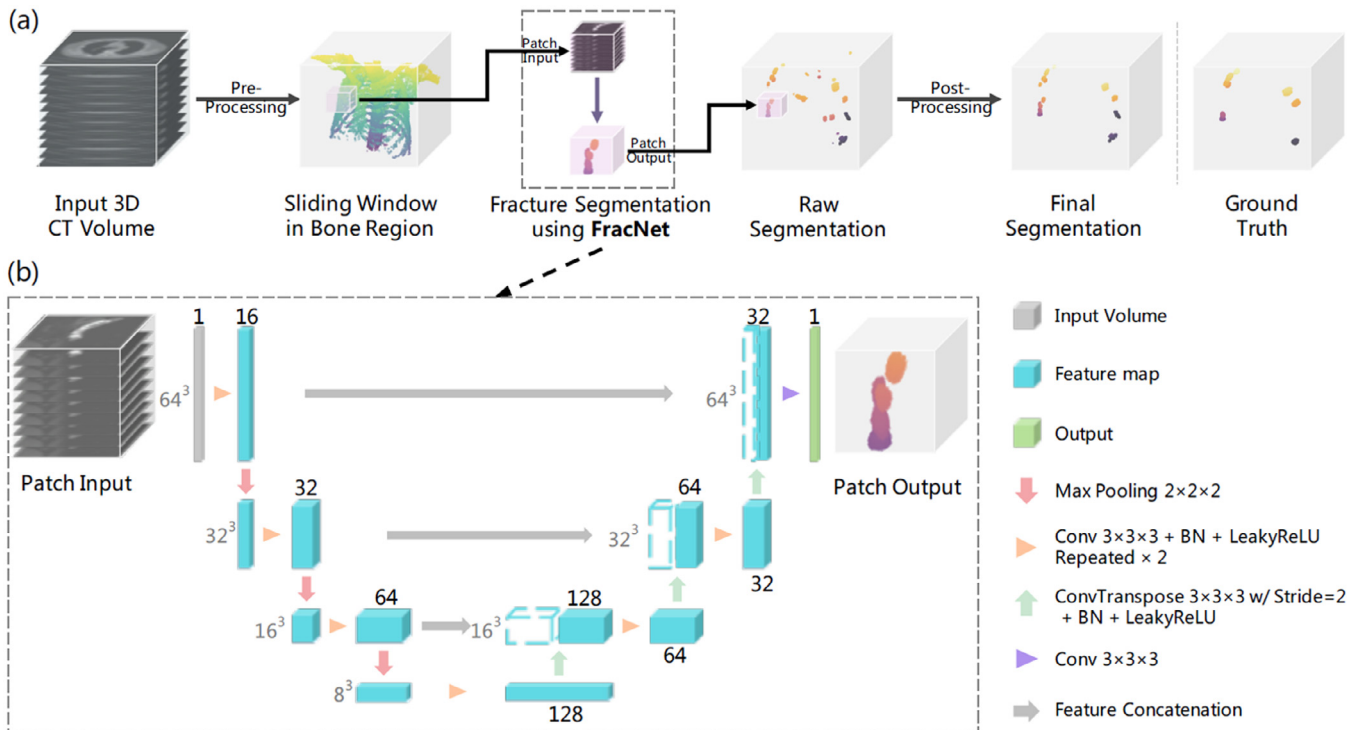 (a)
Pre-
Processing
Patch
Input
Patch
Output
Post-
Processing
Input 3D
CT Volume
Sliding Window
in Bone Region
Fracture Segmentation
using FracNet
Raw
Segmentation
Final
Segmentation
Ground
Truth
(b)
1
16
64³
Patch Input
32³
32
16³
64
8³
128
16³
128
64
32³
64
32
64³
32
1
Patch Output
Input Volume
Feature map
Output
Max Pooling 2×2×2
Conv 3×3×3 + BN + LeakyReLU
Repeated × 2
ConvTranspose 3×3×3 w/ Stride=2
+ BN + LeakyReLU
Conv 3×3×3
Feature Concatenation